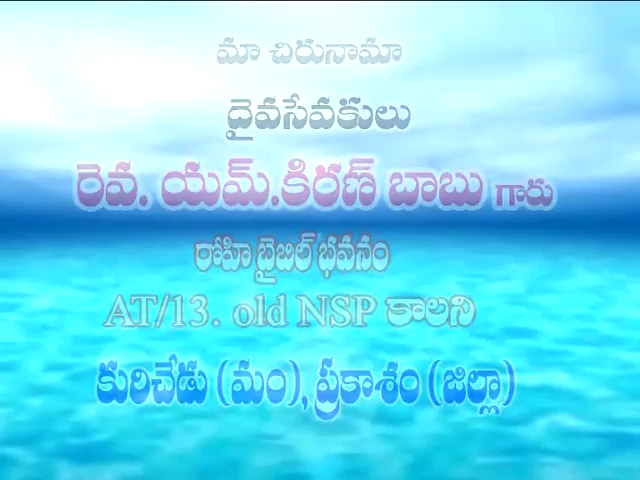 మా చిరునామా
దైవసేవకులు
రెవ. యమ్.కిరణ్ బాబు గారు
రోహి బైబిల్ భవనం
AT/13. old NSP కాలని
కురిచేడు (మం), ప్రకాశం (జిల్లా)